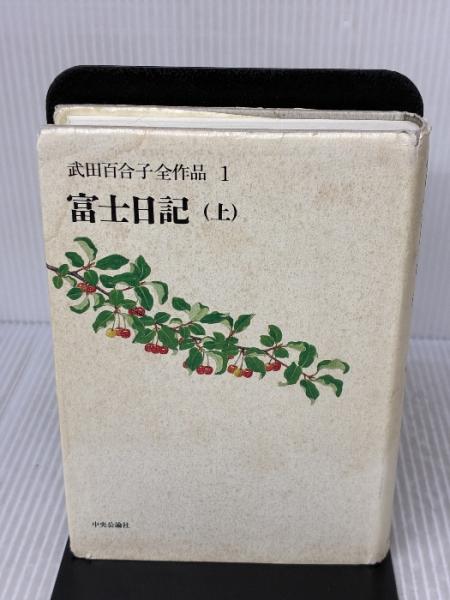 武田百合子全作品 1
富士日記 (上)
中央公論社